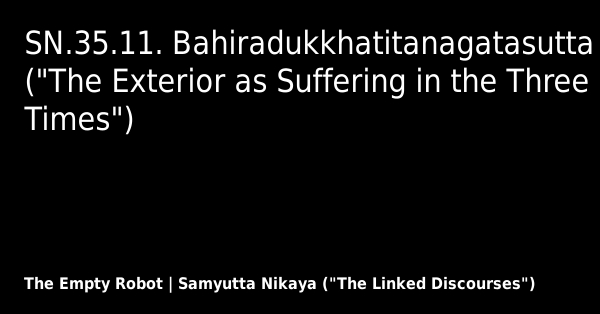 SN.35.11. Bahiradukkhatitanagatasutta
("The Exterior as Suffering in the Three
Times")
The Empty Robot | Samyutta Nikaya ("The Linked Discourses")